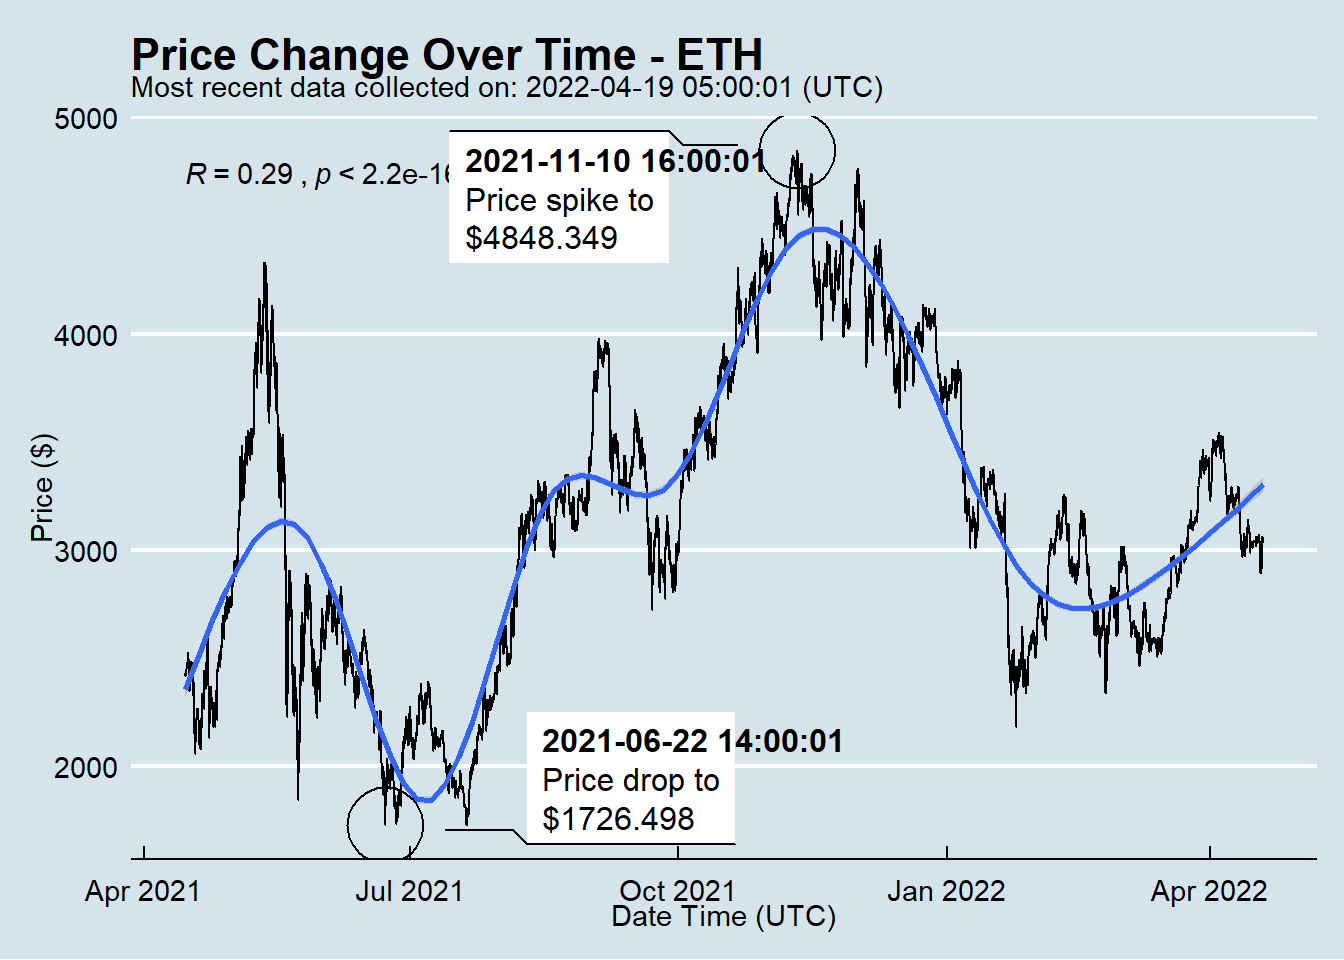 Price Change Over Time - ETH
Most recent data collected on: 2022-04-19 05:00:01 (UTC)
5000
R = 0.29 , p < 2.2e-16
2021-11-10 16:00:01
Price spike to
$4848.349
4000
Price ($)
3000
2021-06-22 14:00:01
Price drop to
$1726.498
2000
Apr 2021 Jul 2021 Oct 2021 Jan 2022 Apr 2022
Date Time (UTC)